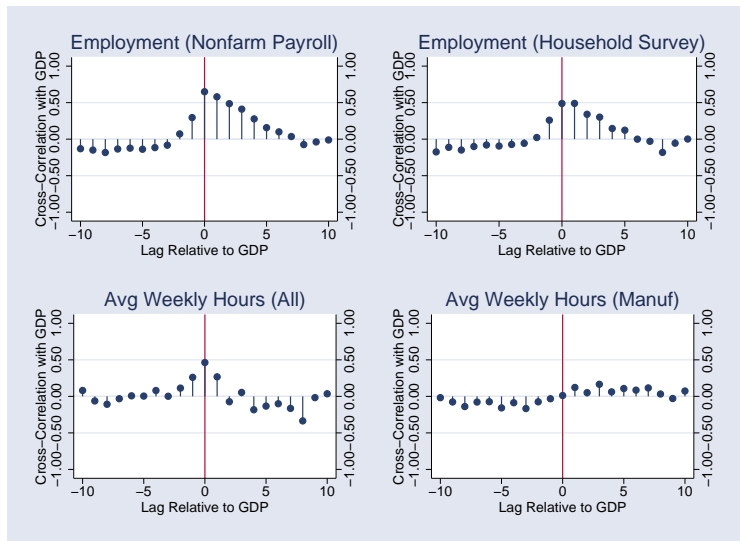 Employment (Nonfarm Payroll)
Cross-Correlation with GDP
−1.00 −0.50 0.00 0.50 1.00
−1.00 −0.50 0.00 0.50 1.00
−10 −5 0 5 10
Lag Relative to GDP
Employment (Household Survey)
Cross-Correlation with GDP
−1.00 −0.50 0.00 0.50 1.00
−1.00 −0.50 0.00 0.50 1.00
−10 −5 0 5 10
Lag Relative to GDP
Avg Weekly Hours (All)
Cross-Correlation with GDP
−1.00 −0.50 0.00 0.50 1.00
−1.00 −0.50 0.00 0.50 1.00
−10 −5 0 5 10
Lag Relative to GDP
Avg Weekly Hours (Manuf)
Cross-Correlation with GDP
−1.00 −0.50 0.00 0.50 1.00
−1.00 −0.50 0.00 0.50 1.00
−10 −5 0 5 10
Lag Relative to GDP